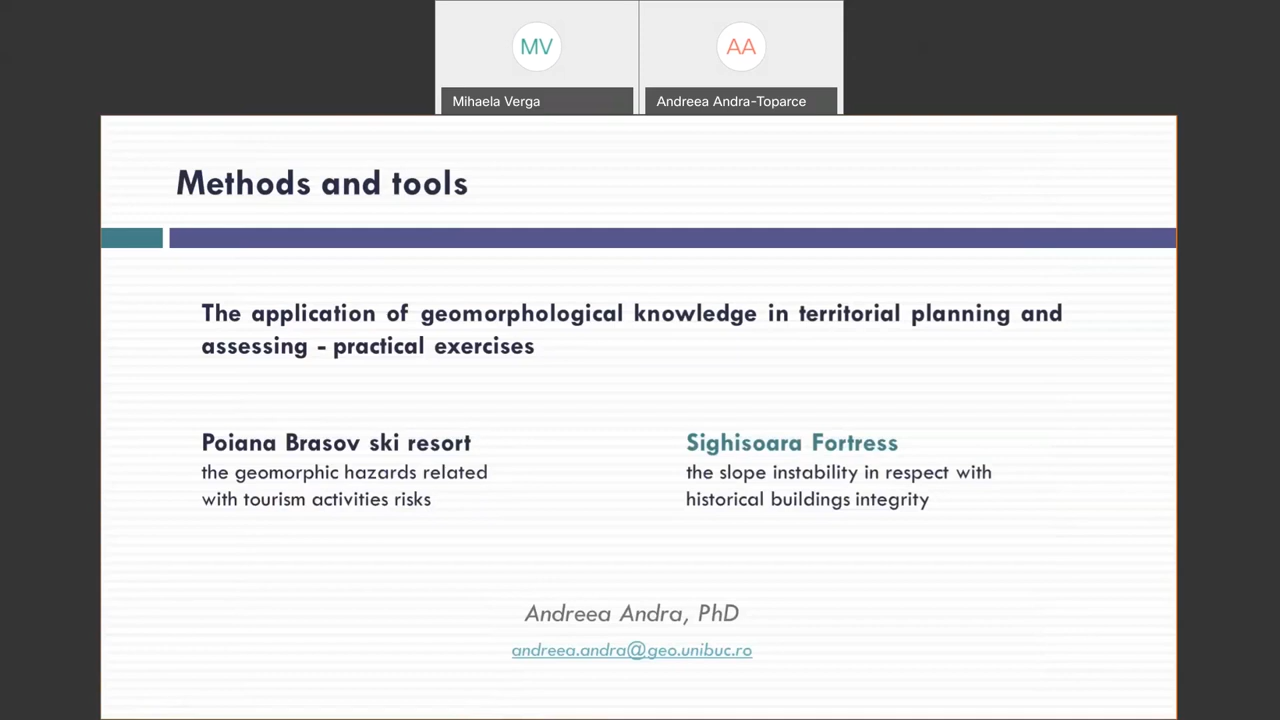 MV
AA
Mihaela Verga
Andreea Andra-Toparce
Methods and tools
The application of geomorphological knowledge in territorial planning and
assessing - practical exercises
Poiana Brasov ski resort
the geomorphic hazards related
with tourism activities risks
Sighisoara Fortress
the slope instability in respect with
historical buildings integrity
Andreea Andra, PhD
andreea.andra@geo.unibuc.ro